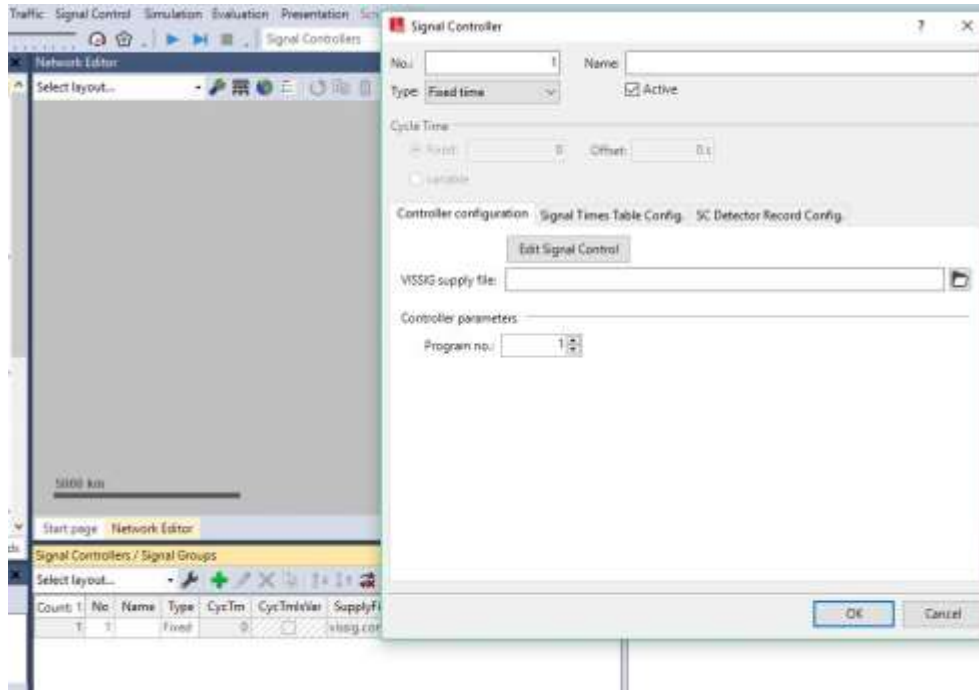 Traffic Signal Control Simulation Evaluation Presentation
Signal Controllers
Network Editor
Select layout...
5000 km
Start page Network Editor
Signal Controllers / Signal Groups
Select layout...
Count: 1 No Name Type CycTm CycTmIsVar SupplyFi
1 1 Fixed 0 vissig.con
Signal Controller ? ×
No.: 1 Name:
Type: Fixed time Active
Cycle Time
Fixed: 0 Offset: 0 s
variable
Controller configuration Signal Times Table Config. SC Detector Record Config.
Edit Signal Control
VISSIG supply file:
Controller parameters
Program no.: 1
OK Cancel